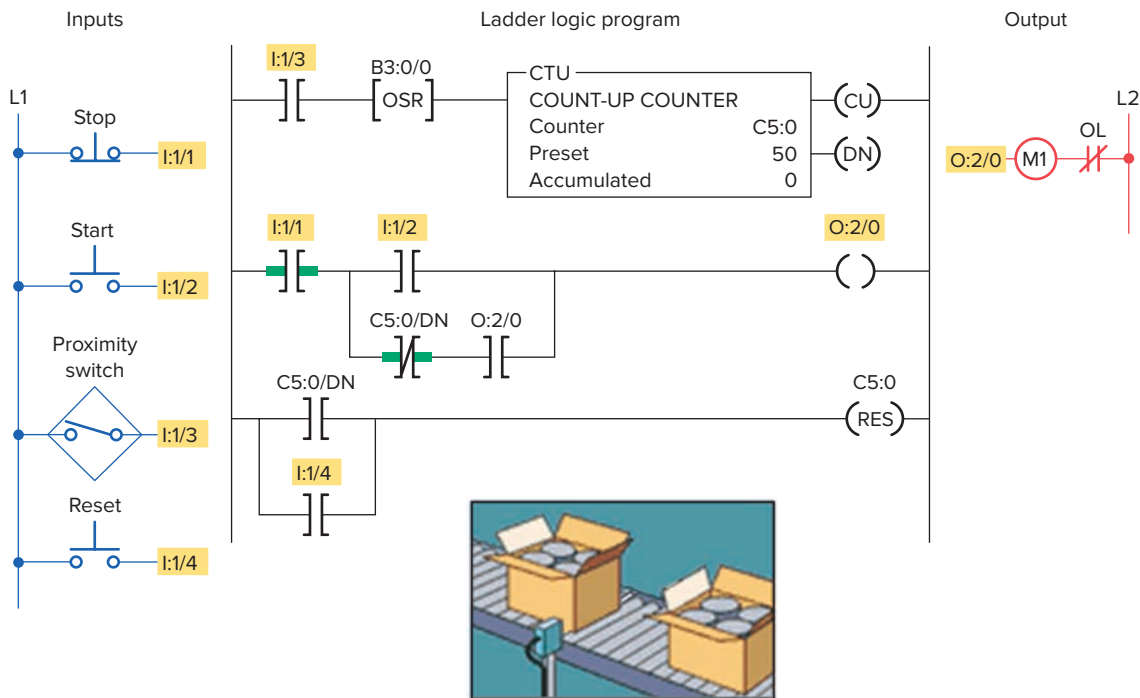 Inputs
Ladder logic program
Output
L1
Stop
I:1/1
Start
I:1/2
Proximity
switch
I:1/3
Reset
I:1/4
I:1/3
B3:0/0
OSR
CTU
COUNT-UP COUNTER
Counter C5:0
Preset 50
Accumulated 0
CU
DN
I:1/1
I:1/2
O:2/0
C5:0/DN
O:2/0
C5:0/DN
C5:0
RES
I:1/4
L2
OL
O:2/0
M1